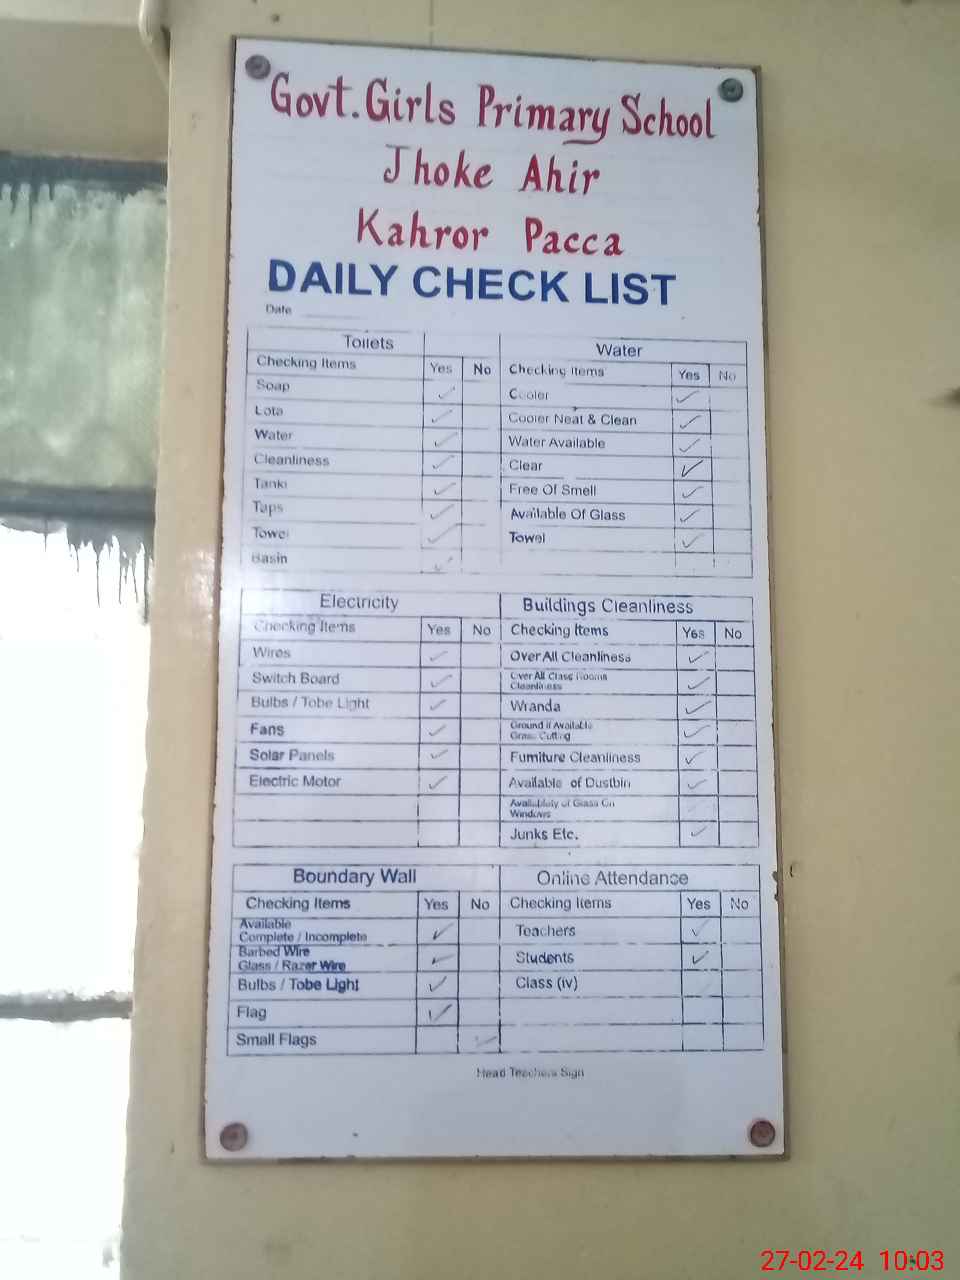 Govt. Girls Primary School
Jhoke Ahir
Kahror Pacca
DAILY CHECK LIST
Date
Toilets
Checking Items Yes No
Soap ✓
Lota ✓
Water ✓
Cleanliness ✓
Tanki ✓
Taps ✓
Towel ✓
Basin ✓
Water
Checking Items Yes No
Cooler ✓
Cooler Neat & Clean ✓
Water Available ✓
Clear ✓
Free Of Smell ✓
Available Of Glass ✓
Towel ✓
Electricity
Checking Items Yes No
Wires ✓
Switch Board ✓
Bulbs / Tobe Light ✓
Fans ✓
Solar Panels ✓
Electric Motor ✓
Buildings Cleanliness
Checking Items Yes No
Over All Cleanliness ✓
Over All Class Rooms
Cleanliness ✓
Wranda ✓
Ground if Available
Grass Cutting ✓
Furniture Cleanliness ✓
Available of Dustbin ✓
Availablaty of Glass On
Windows
Junks Etc. ✓
Boundary Wall
Checking Items Yes No
Available
Complete / Incomplete ✓
Barbed Wire
Glass / Razer Wire ✓
Bulbs / Tobe Light ✓
Flag ✓
Small Flags ✓
Online Attendance
Checking Items Yes No
Teachers ✓
Students ✓
Class (iv)
Head Teachers Sign
27-02-24 10:03